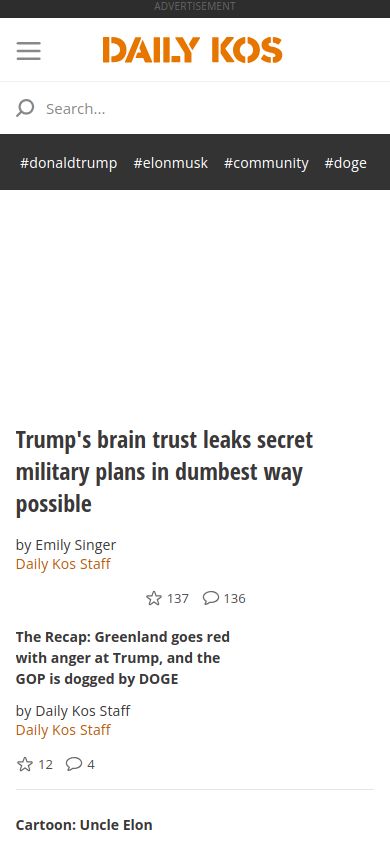 ADVERTISEMENT
DAILY KOS
Search...
#donaldtrump #elonmusk #community #doge
Trump's brain trust leaks secret
military plans in dumbest way
possible
by Emily Singer
Daily Kos Staff
137 136
The Recap: Greenland goes red
with anger at Trump, and the
GOP is dogged by DOGE
by Daily Kos Staff
Daily Kos Staff
12 4
Cartoon: Uncle Elon